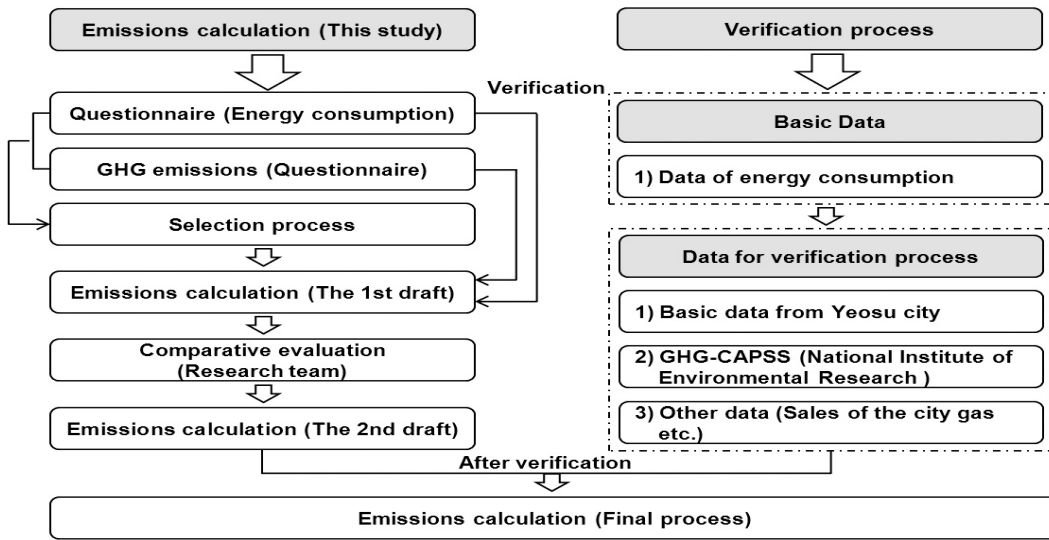 Emissions calculation (This study)
Verification process
Verification
Questionnaire (Energy consumption)
GHG emissions (Questionnaire)
Selection process
Emissions calculation (The 1st draft)
Comparative evaluation
(Research team)
Emissions calculation (The 2nd draft)
Basic Data
1) Data of energy consumption
Data for verification process
1) Basic data from Yeosu city
2) GHG-CAPSS (National Institute of
Environmental Research )
3) Other data (Sales of the city gas
etc.)
After verification
Emissions calculation (Final process)